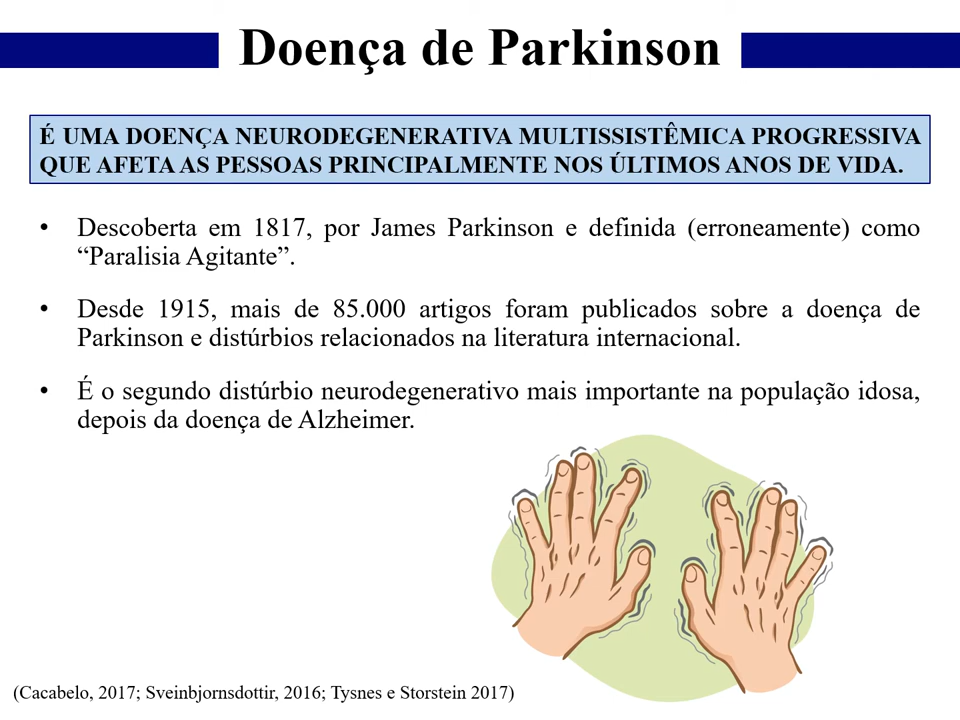 Doença de Parkinson
É UMA DOENÇA NEURODEGENERATIVA MULTISSISTÊMICA PROGRESSIVA
QUE AFETA AS PESSOAS PRINCIPALMENTE NOS ÚLTIMOS ANOS DE VIDA.
• Descoberta em 1817, por James Parkinson e definida (erroneamente) como
“Paralisia Agitante”.
• Desde 1915, mais de 85.000 artigos foram publicados sobre a doença de
Parkinson e distúrbios relacionados na literatura internacional.
• É o segundo distúrbio neurodegenerativo mais importante na população idosa,
depois da doença de Alzheimer.
(Cacabelo, 2017; Sveinbjornsdottir, 2016; Tysnes e Storstein 2017)